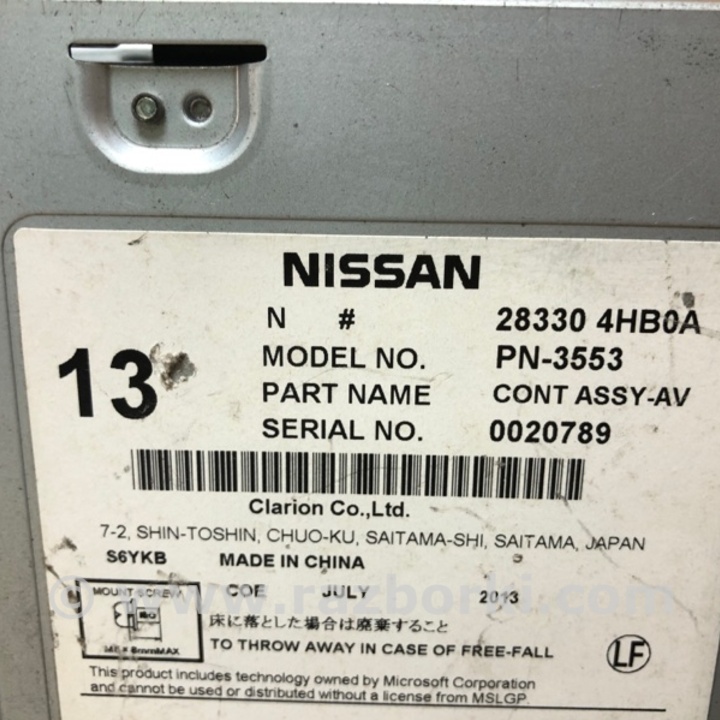 NISSAN
N # 28330 4HB0A
13
MODEL NO. PN-3553
PART NAME CONT ASSY-AV
SERIAL NO. 0020789
Clarion Co.,Ltd.
7-2, SHIN-TOSHIN, CHUO-KU, SAITAMA-SHI, SAITAMA, JAPAN
S6YKB MADE IN CHINA
MOUNT SCREW COE JULY 2013
© www.razborki.com
床に落とした場合は廃棄すること
8mmMAX TO THROW AWAY IN CASE OF FREE-FALL LF
This product includes technology owned by Microsoft Corporation
and cannot be used or distributed without a license from MSLGP.